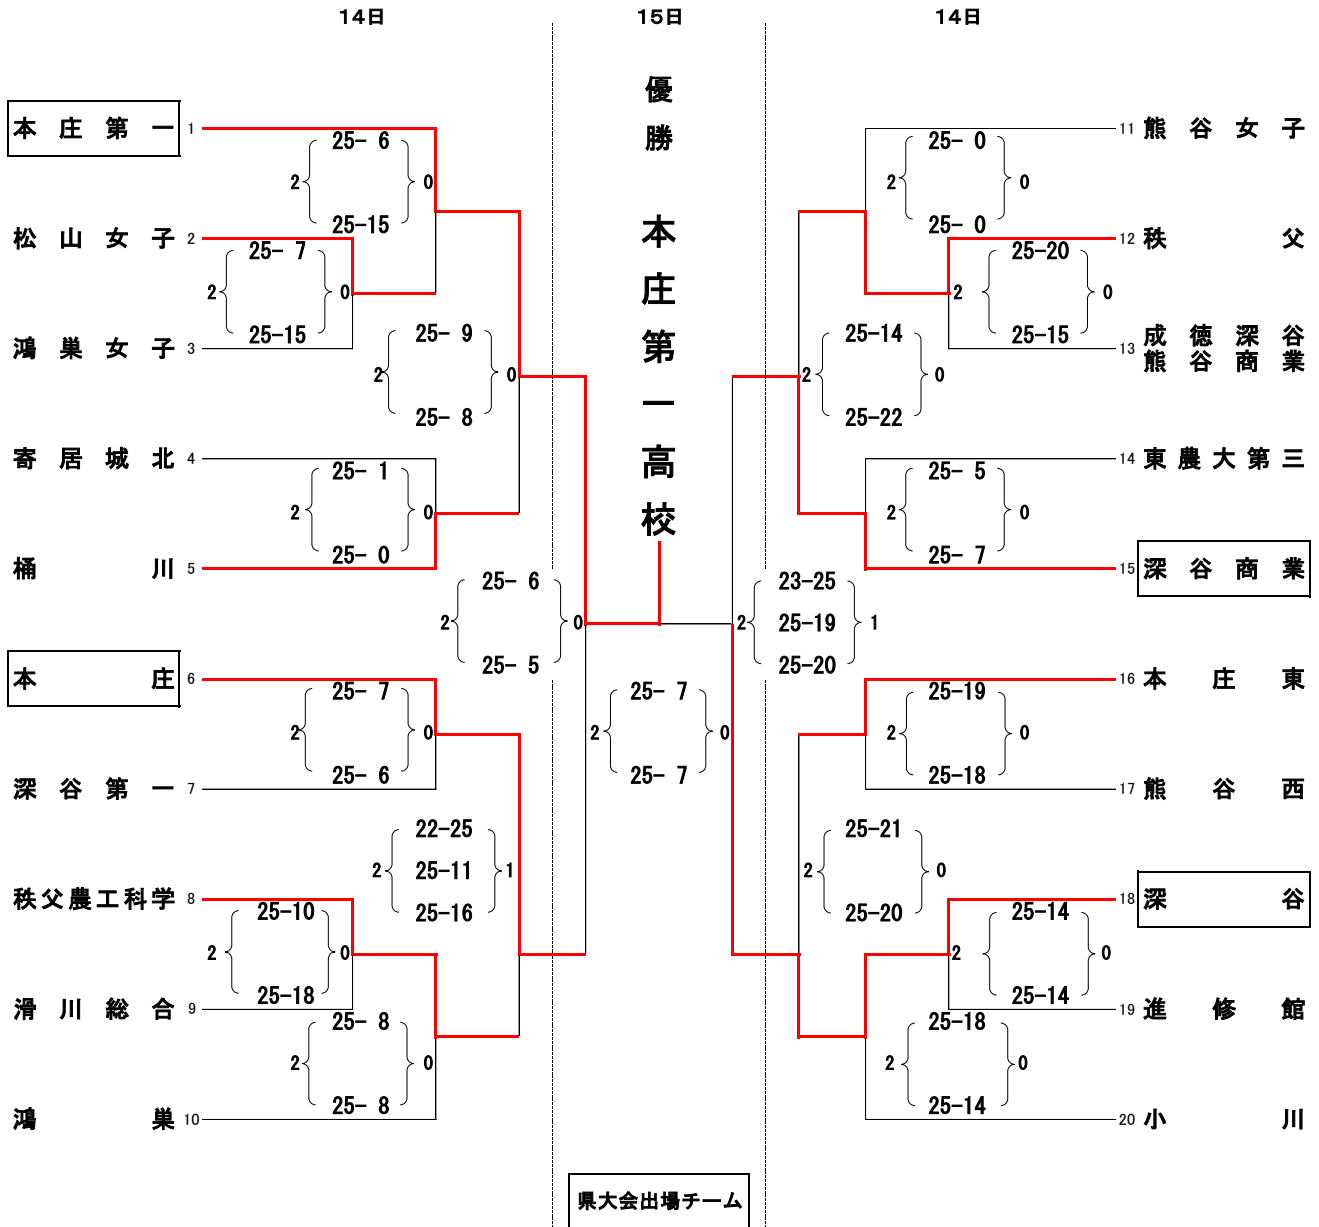 14日 15日 14日
優勝 本庄第一高校
本庄第一 1
25- 6
2 0
25-15
松山女子 2
25- 7
2 0
25-15
鴻巣女子 3
25- 9
2 0
25- 8
寄居城北 4
25- 1
2 0
25- 0
桶川 5
25- 6
2 0
25- 5
本庄 6
25- 7
2 0
25- 6
深谷第一 7
22-25
2 25-11 1
25-16
秩父農工科学 8
25-10
2 0
25-18
滑川総合 9
25- 8
2 0
25- 8
鴻巣 10
25- 7
2 0
25- 7
11 熊谷女子
25- 0
2 0
25- 0
12 秩父
25-20
2 0
25-15
13 成徳深谷
熊谷商業
25-14
2 0
25-22
14 東農大第三
25- 5
2 0
25- 7
15 深谷商業
23-25
2 25-19 1
25-20
16 本庄東
25-19
2 0
25-18
17 熊谷西
25-21
2 0
25-20
18 深谷
25-14
2 0
25-14
19 進修館
25-18
2 0
25-14
20 小川
県大会出場チーム